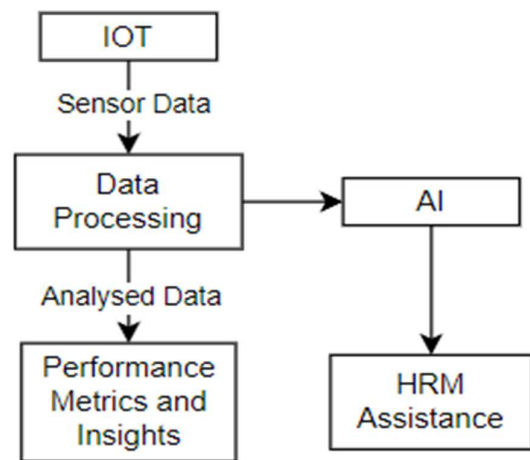 IOT
Sensor Data
Data
Processing
AI
Analysed Data
Performance
Metrics and
Insights
HRM
Assistance